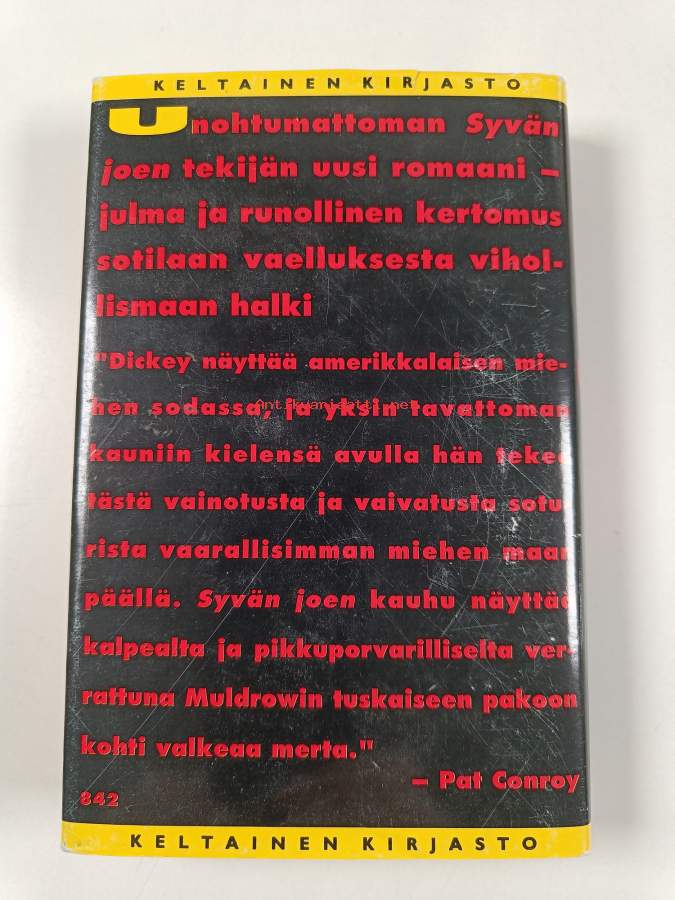 KELTAINEN KIRJASTO
Unohtumattoman Syvän
joen tekijän uusi romaani –
julma ja runollinen kertomus
sotilaan vaelluksesta vihol-
lismaan halki
"Dickey näyttää amerikkalaisen mie-
hen sodassa, ja yksin tavattoman
Antikvariaatti.net
kauniin kielensä avulla hän tekee
tästä vainotusta ja vaivatusta sotu-
rista vaarallisimman miehen maan
päällä. Syvän joen kauhu näyttää
kalpealta ja pikkuporvarilliselta ver-
rattuna Muldrowin tuskaiseen pakoon
kohti valkeaa merta."
– Pat Conroy
842
KELTAINEN KIRJASTO